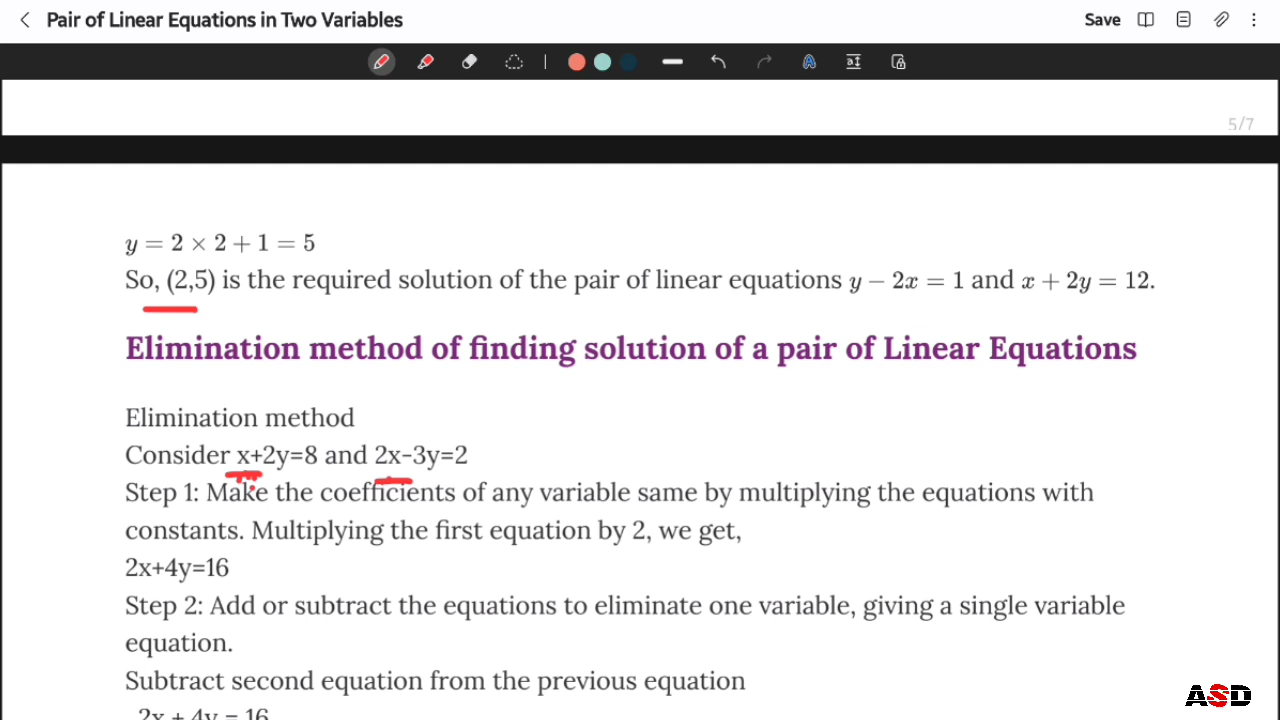 Pair of Linear Equations in Two Variables
Save
5/7
y = 2 × 2 + 1 = 5
So, (2,5) is the required solution of the pair of linear equations y − 2x = 1 and x + 2y = 12.
Elimination method of finding solution of a pair of Linear Equations
Elimination method
Consider x+2y=8 and 2x-3y=2
Step 1: Make the coefficients of any variable same by multiplying the equations with
constants. Multiplying the first equation by 2, we get,
2x+4y=16
Step 2: Add or subtract the equations to eliminate one variable, giving a single variable
equation.
Subtract second equation from the previous equation
2x + 4y = 16
ASD